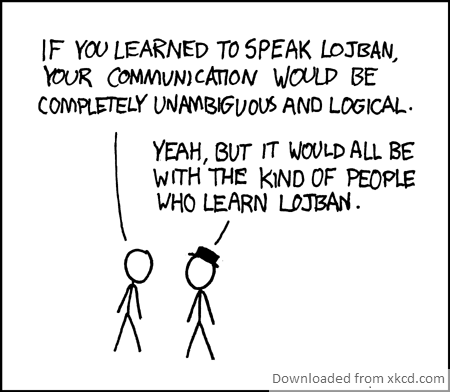 IF YOU LEARNED TO SPEAK LOJBAN,
YOUR COMMUNICATION WOULD BE
COMPLETELY UNAMBIGUOUS AND LOGICAL.
YEAH, BUT IT WOULD ALL BE
WITH THE KIND OF PEOPLE
WHO LEARN LOJBAN.
Downloaded from xkcd.com